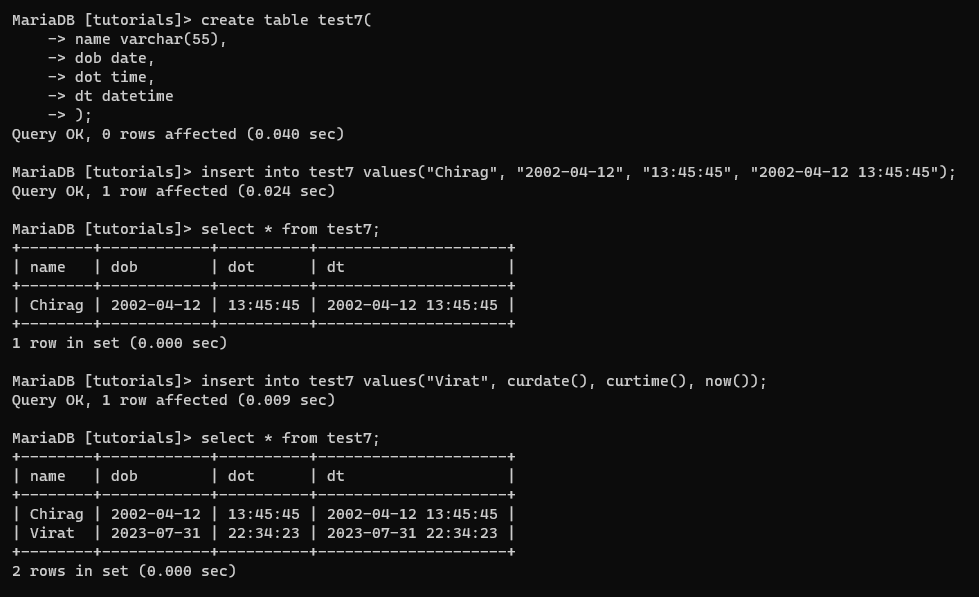 MariaDB [tutorials]> create table test7(
    -> name varchar(55),
    -> dob date,
    -> dot time,
    -> dt datetime
    -> );
Query OK, 0 rows affected (0.040 sec)

MariaDB [tutorials]> insert into test7 values("Chirag", "2002-04-12", "13:45:45", "2002-04-12 13:45:45");
Query OK, 1 row affected (0.024 sec)

MariaDB [tutorials]> select * from test7;
+--------+------------+----------+---------------------+
| name   | dob        | dot      | dt                  |
+--------+------------+----------+---------------------+
| Chirag | 2002-04-12 | 13:45:45 | 2002-04-12 13:45:45 |
+--------+------------+----------+---------------------+
1 row in set (0.000 sec)

MariaDB [tutorials]> insert into test7 values("Virat", curdate(), curtime(), now());
Query OK, 1 row affected (0.009 sec)

MariaDB [tutorials]> select * from test7;
+--------+------------+----------+---------------------+
| name   | dob        | dot      | dt                  |
+--------+------------+----------+---------------------+
| Chirag | 2002-04-12 | 13:45:45 | 2002-04-12 13:45:45 |
| Virat  | 2023-07-31 | 22:34:23 | 2023-07-31 22:34:23 |
+--------+------------+----------+---------------------+
2 rows in set (0.000 sec)